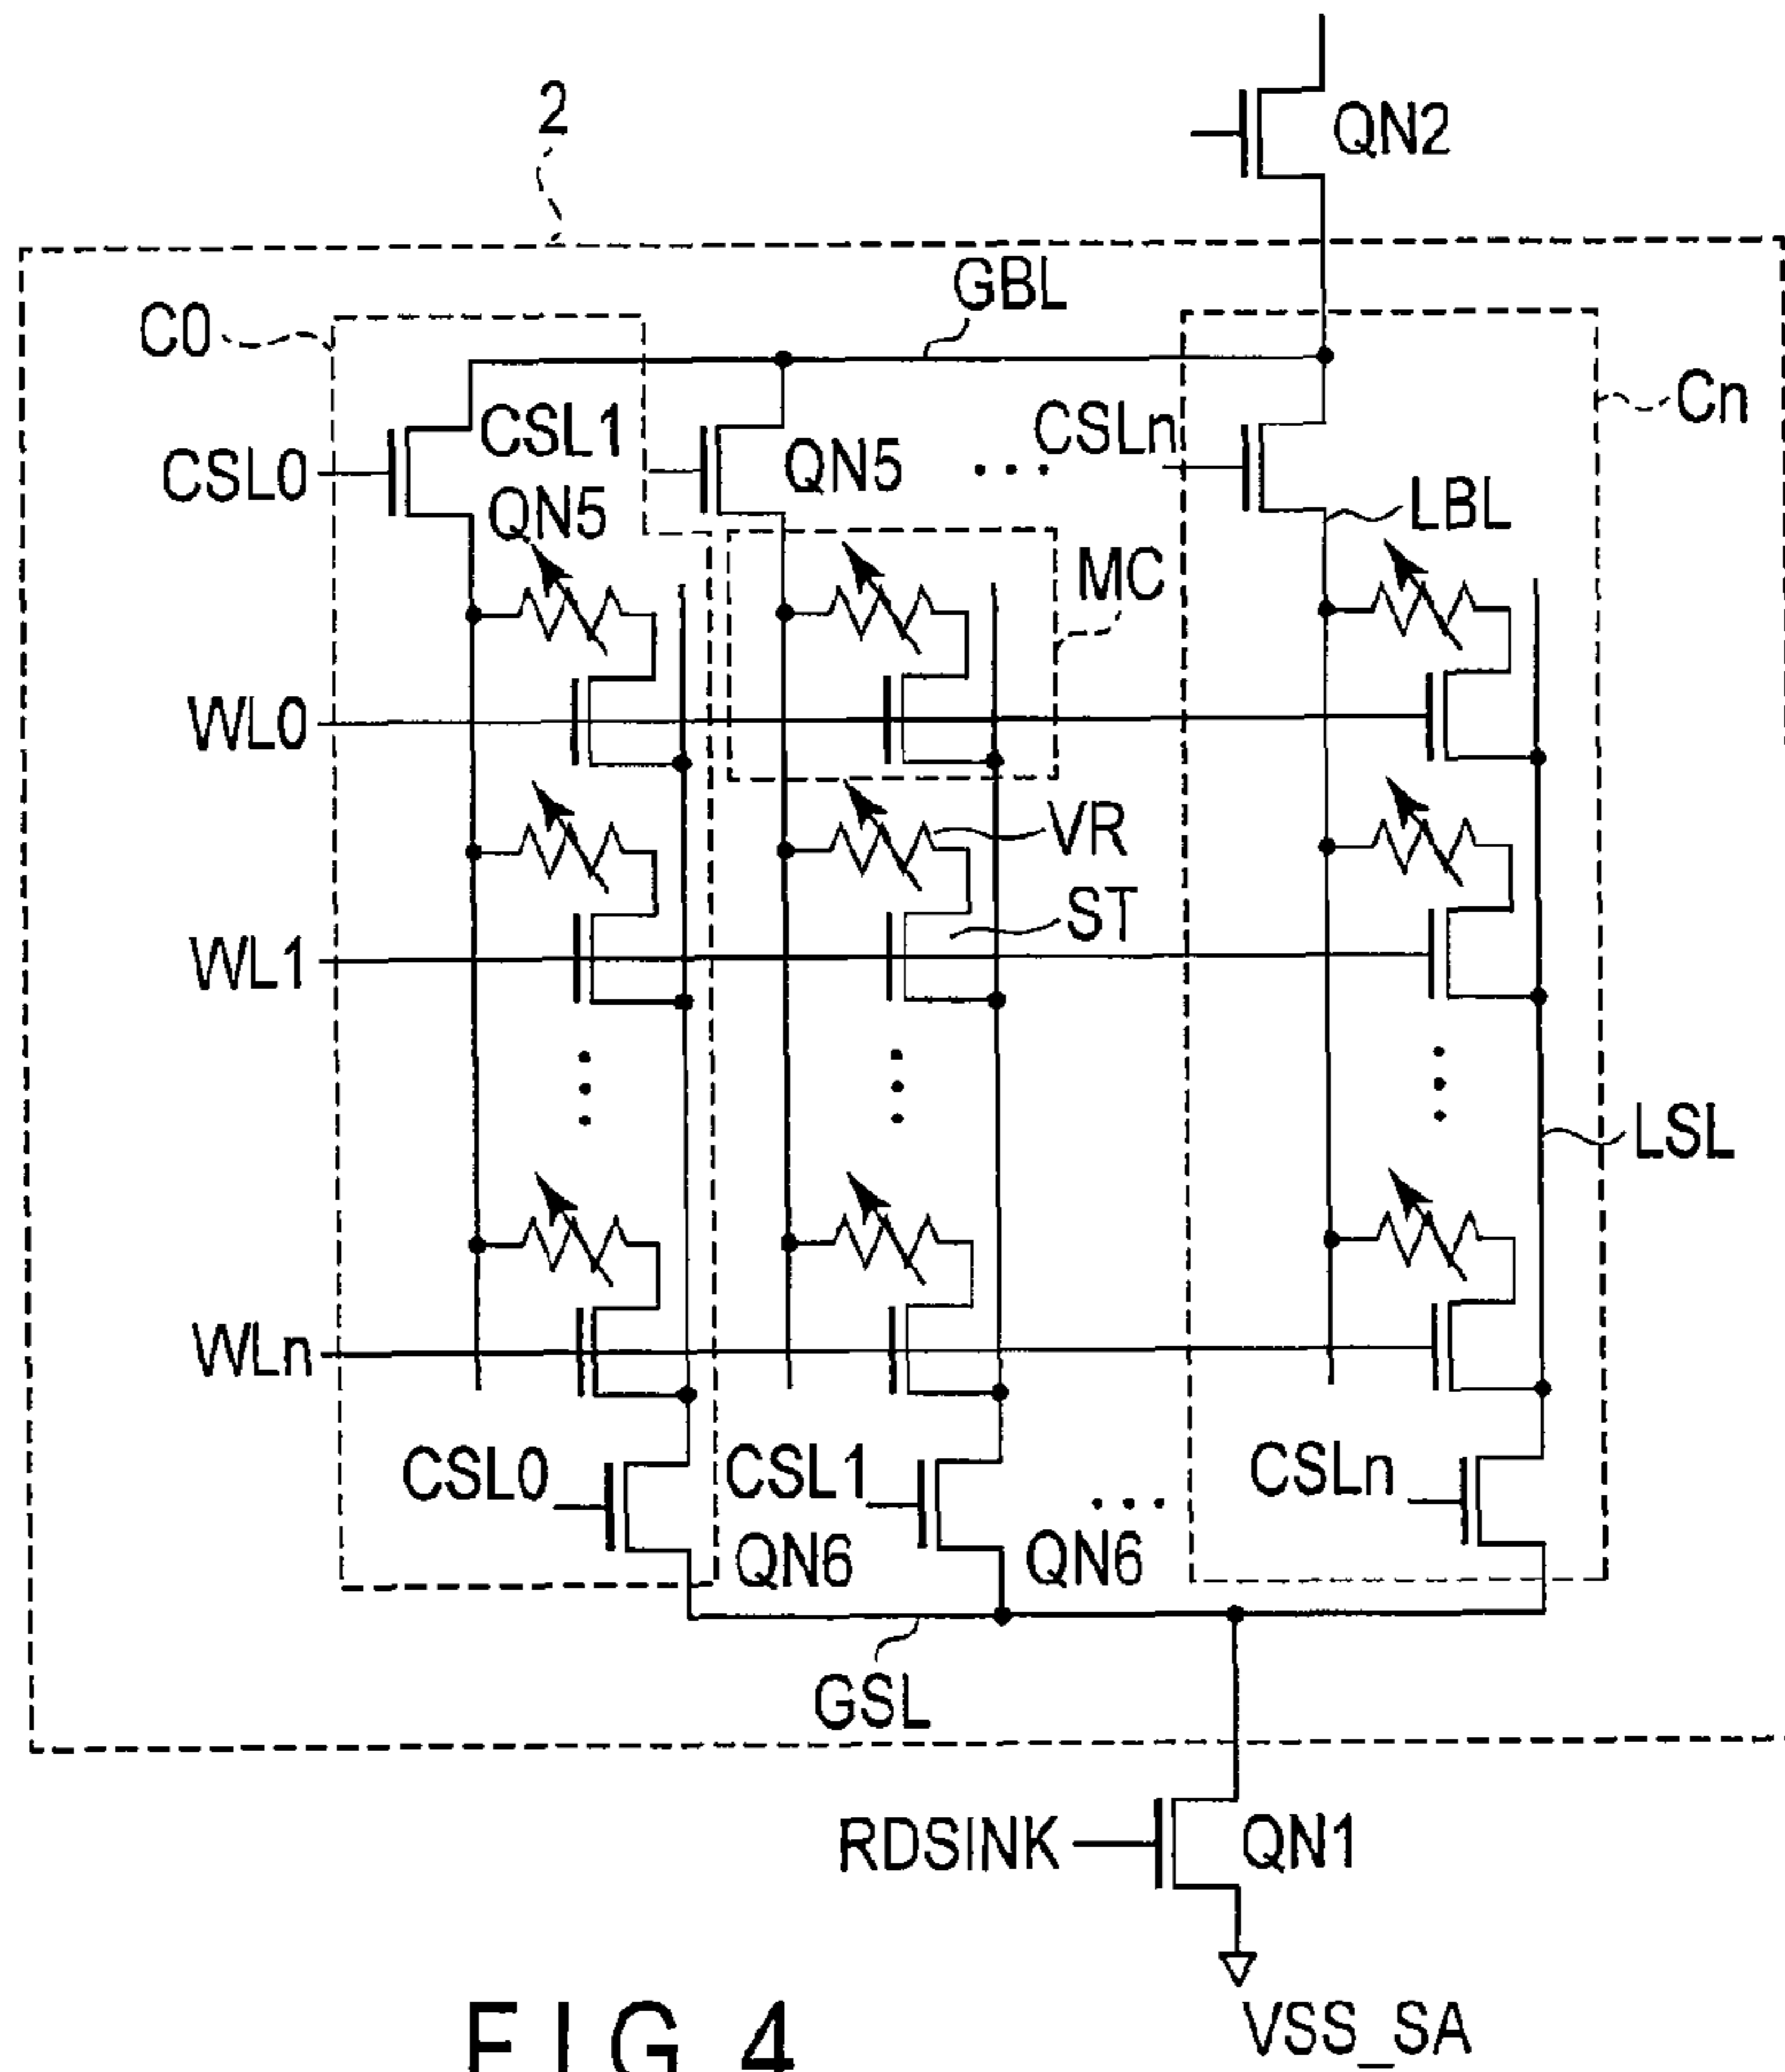 2
QN2
GBL
C0
Cn
CSL0
CSL1
QN5
QN5
...
CSLn
LBL
MC
WL0
VR
ST
WL1
LSL
WLn
CSL0
CSL1
...
CSLn
QN6
QN6
GSL
RDSINK
QN1
VSS_SA
FIG. 4